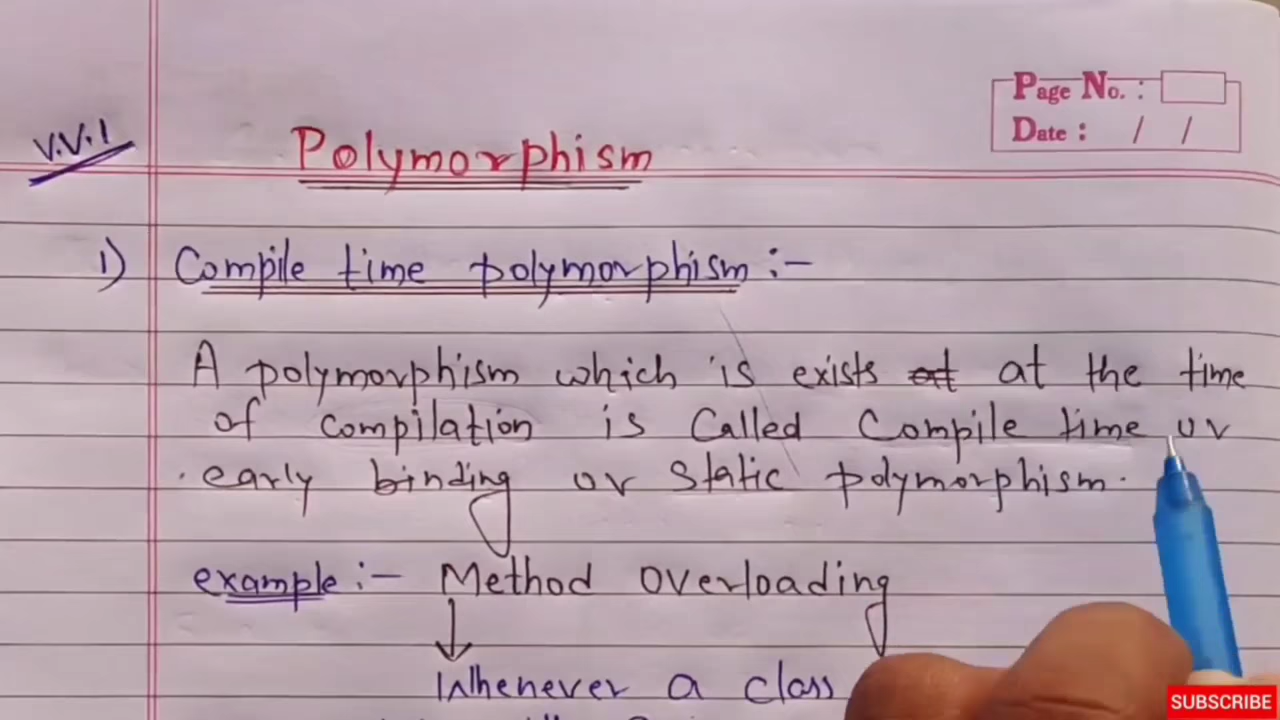 Page No. :
Date : / /
V.V.I
Polymorphism
1) Compile time polymorphism :-
A polymorphism which is exists at the time
of compilation is called compile time or
early binding or static polymorphism.
example :- Method Overloading
Whenever a class
SUBSCRIBE